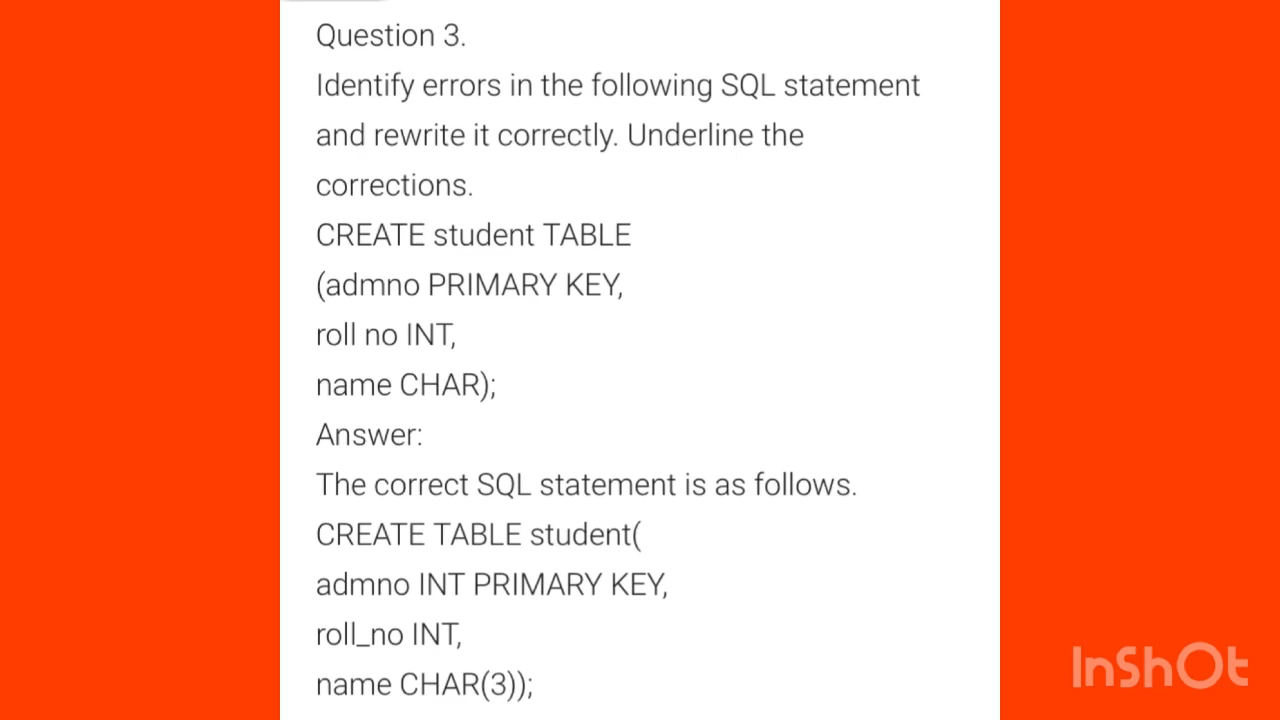 Question 3.
Identify errors in the following SQL statement
and rewrite it correctly. Underline the
corrections.
CREATE student TABLE
(admno PRIMARY KEY,
roll no INT,
name CHAR);
Answer:
The correct SQL statement is as follows.
CREATE TABLE student(
admno INT PRIMARY KEY,
roll_no INT,
name CHAR(3));
InShOt